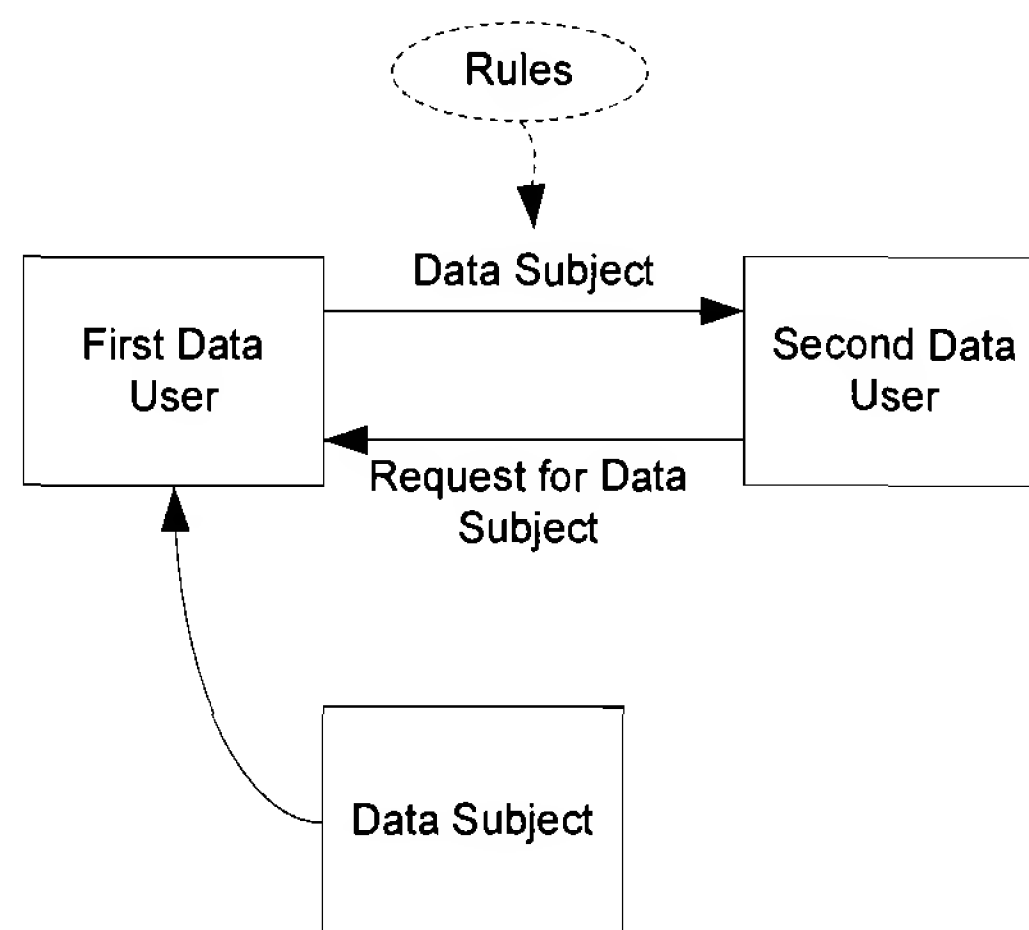 Rules
Data Subject
First Data
User
Second Data
User
Request for Data
Subject
Data Subject